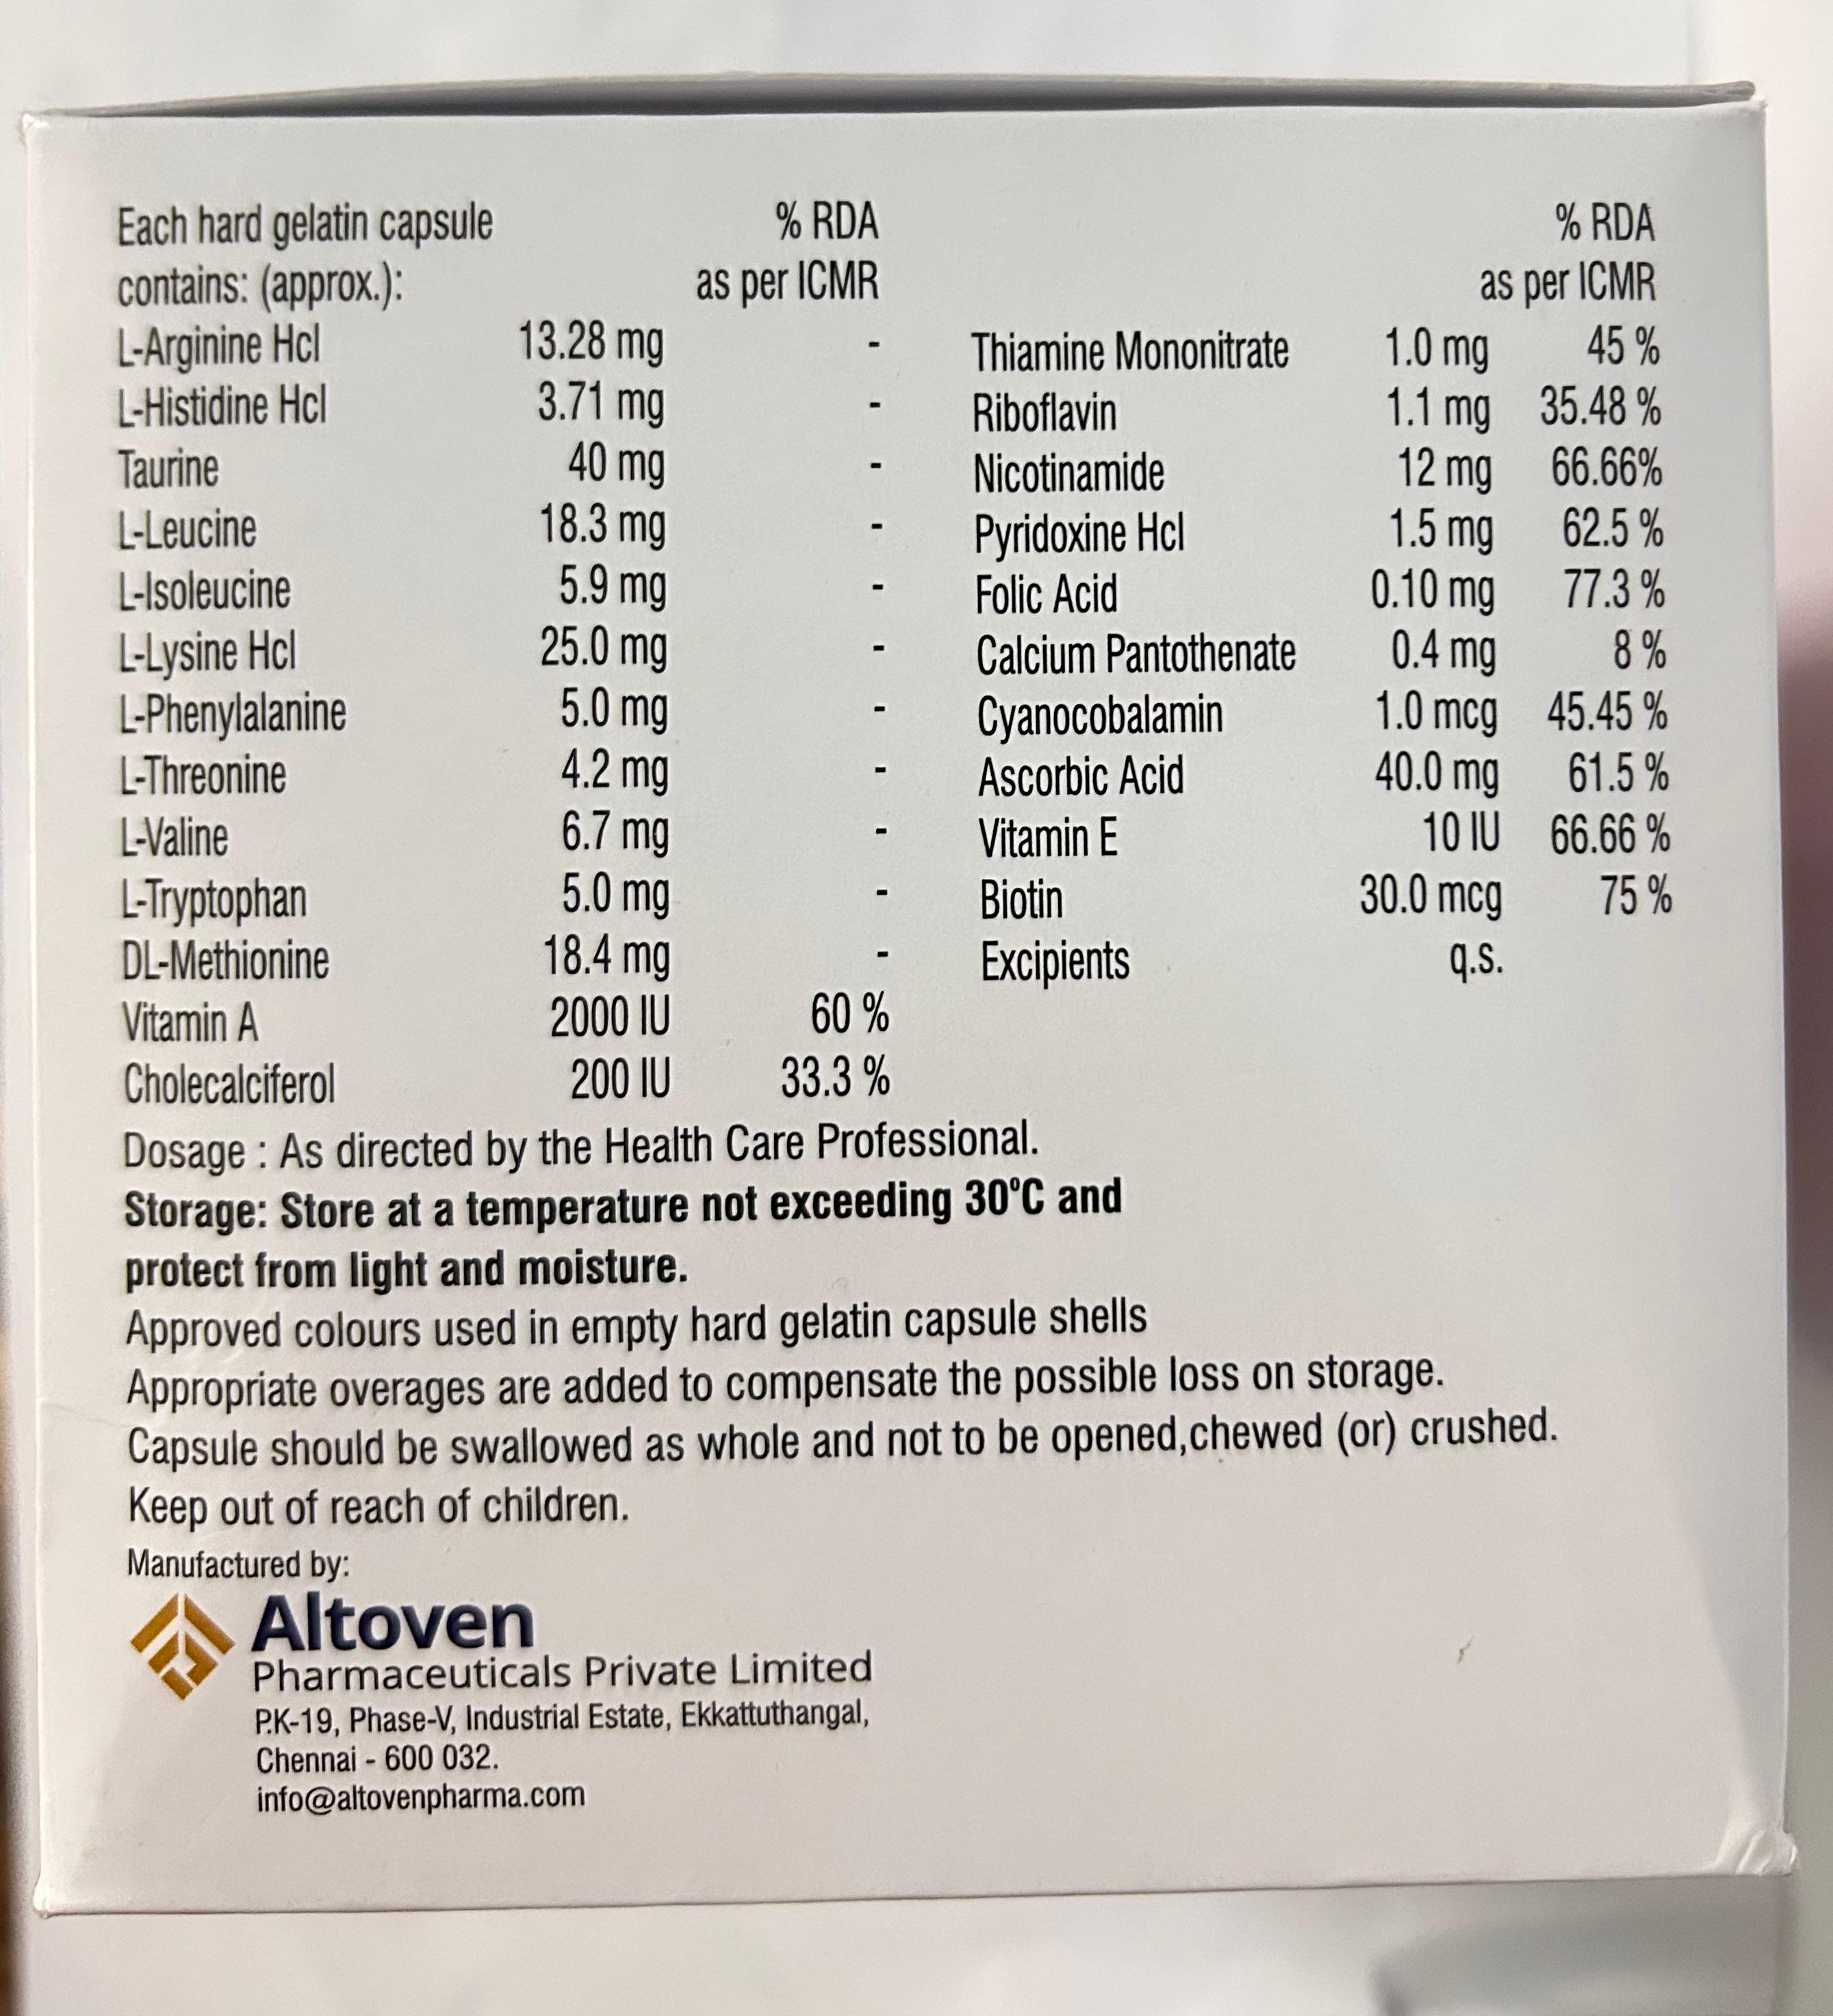 Each hard gelatin capsule % RDA % RDA
contains: (approx.): as per ICMR as per ICMR
L-Arginine Hcl 13.28 mg - Thiamine Mononitrate 1.0 mg 45 %
L-Histidine Hcl 3.71 mg - Riboflavin 1.1 mg 35.48 %
Taurine 40 mg - Nicotinamide 12 mg 66.66%
L-Leucine 18.3 mg - Pyridoxine Hcl 1.5 mg 62.5 %
L-Isoleucine 5.9 mg - Folic Acid 0.10 mg 77.3 %
L-Lysine Hcl 25.0 mg - Calcium Pantothenate 0.4 mg 8 %
L-Phenylalanine 5.0 mg - Cyanocobalamin 1.0 mcg 45.45 %
L-Threonine 4.2 mg - Ascorbic Acid 40.0 mg 61.5 %
L-Valine 6.7 mg - Vitamin E 10 IU 66.66 %
L-Tryptophan 5.0 mg - Biotin 30.0 mcg 75 %
DL-Methionine 18.4 mg - Excipients q.s.
Vitamin A 2000 IU 60 %
Cholecalciferol 200 IU 33.3 %
Dosage : As directed by the Health Care Professional.
Storage: Store at a temperature not exceeding 30°C and
protect from light and moisture.
Approved colours used in empty hard gelatin capsule shells
Appropriate overages are added to compensate the possible loss on storage.
Capsule should be swallowed as whole and not to be opened,chewed (or) crushed.
Keep out of reach of children.
Manufactured by:
Altoven
Pharmaceuticals Private Limited
P.K-19, Phase-V, Industrial Estate, Ekkattuthangal,
Chennai - 600 032.
info@altovenpharma.com